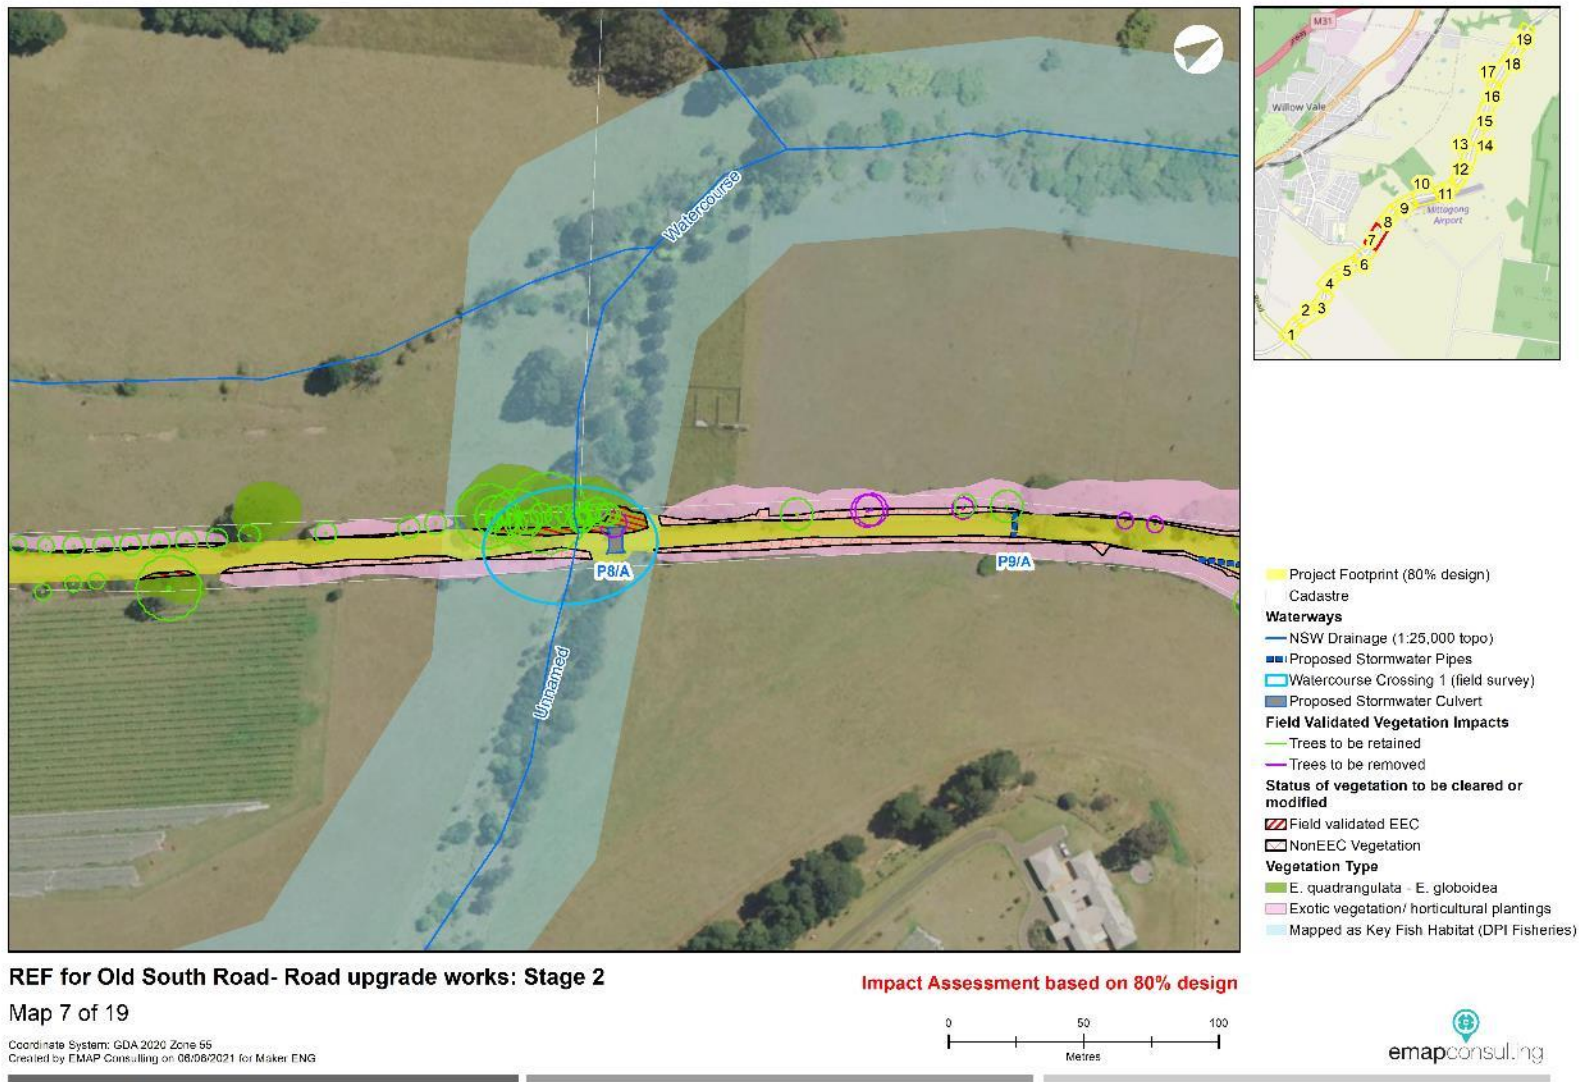 Watercourse
Unnamed
P8/A
P9/A
M31
Willow Vale
Mittagong
Airport
19
18
17
16
15
14
13
12
11
10
9
8
7
6
5
4
3
2
1
Project Footprint (80% design)
Cadastre
Waterways
NSW Drainage (1:25,000 topo)
Proposed Stormwater Pipes
Watercourse Crossing 1 (field survey)
Proposed Stormwater Culvert
Field Validated Vegetation Impacts
Trees to be retained
Trees to be removed
Status of vegetation to be cleared or
modified
Field validated EEC
NonEEC Vegetation
Vegetation Type
E. quadrangulata - E. globoidea
Exotic vegetation/ horticultural plantings
Mapped as Key Fish Habitat (DPI Fisheries)
REF for Old South Road- Road upgrade works: Stage 2
Map 7 of 19
Coordinate System: GDA 2020 Zone 55
Created by EMAP Consulting on 06/08/2021 for Maker ENG
Impact Assessment based on 80% design
0 50 100
Metres
emapconsulting